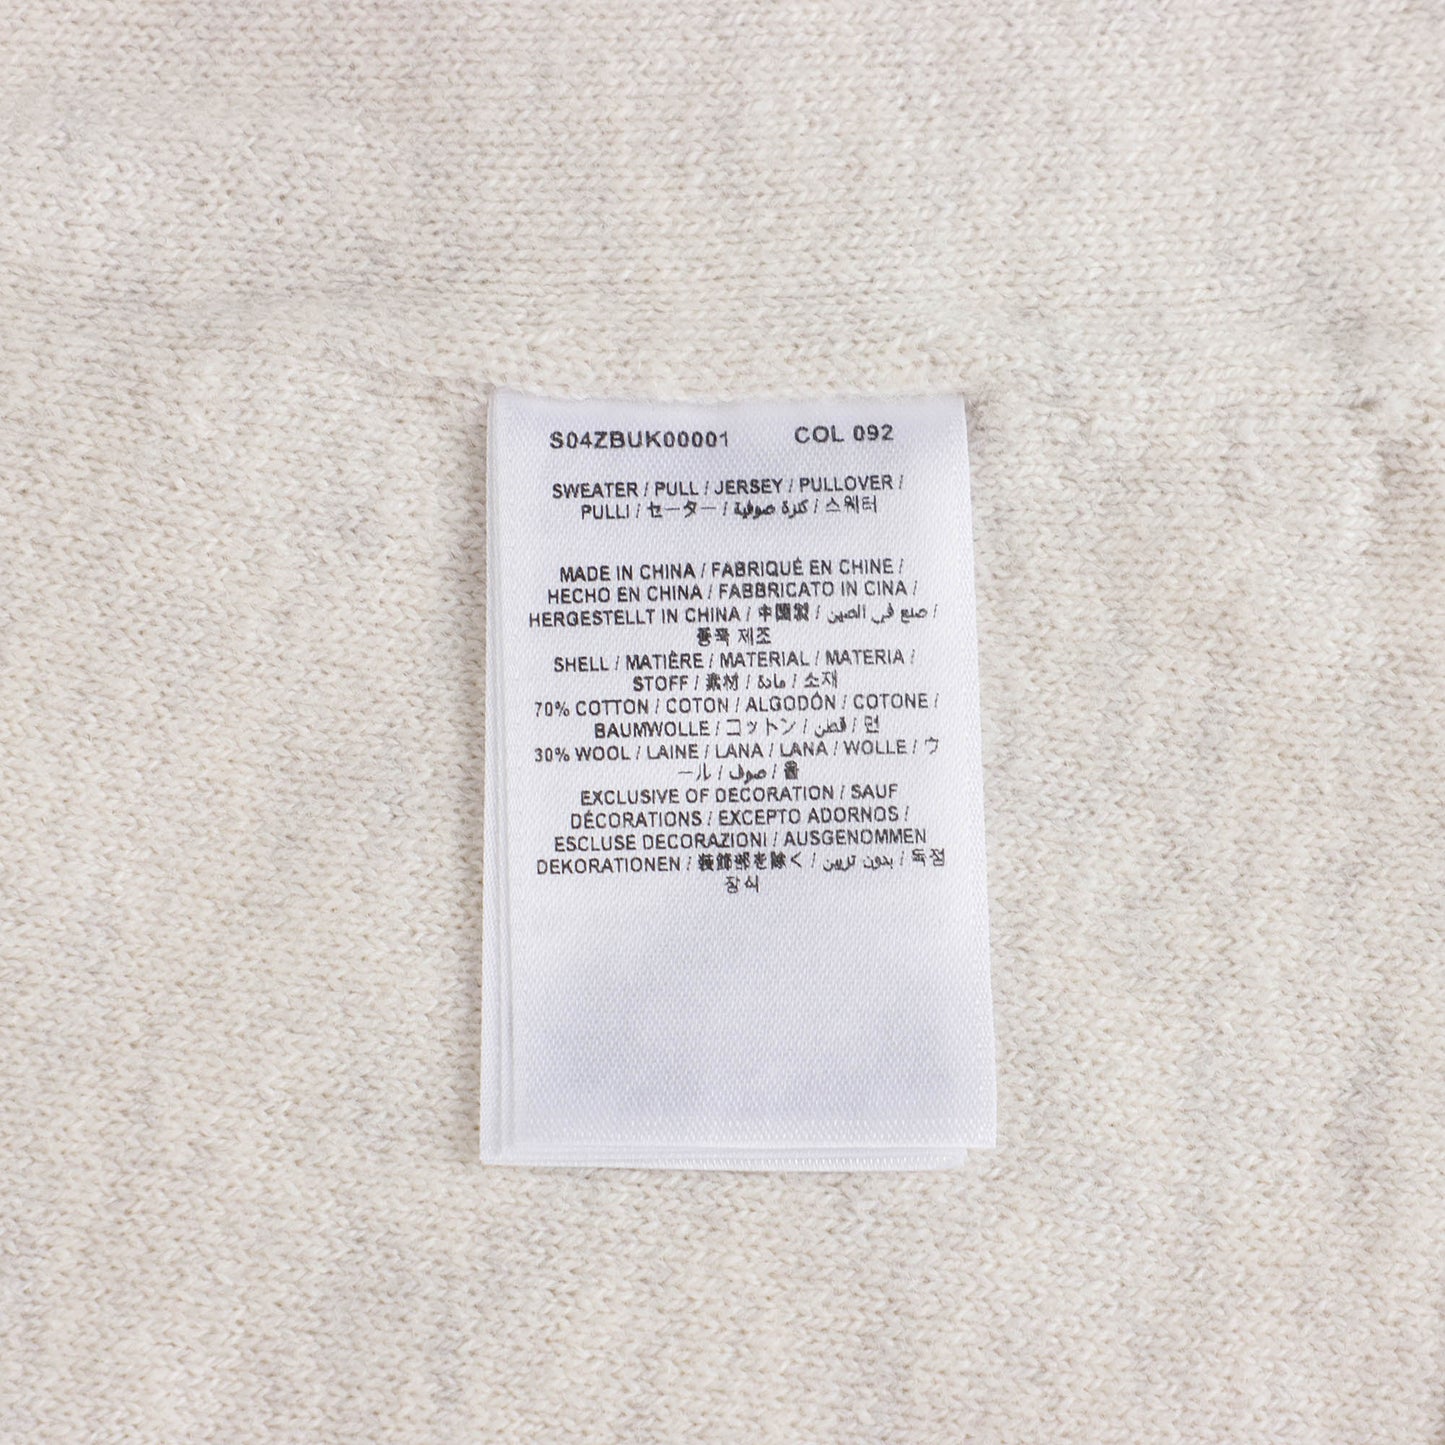 S04ZBUK00001 COL 092
SWEATER / PULL / JERSEY / PULLOVER /
PULLI / セーター / كنزة صوفية / 스웨터
MADE IN CHINA / FABRIQUÉ EN CHINE /
HECHO EN CHINA / FABBRICATO IN CINA /
HERGESTELLT IN CHINA / 中国製 / صنع في الصين /
제조
SHELL / MATIÈRE / MATERIAL / MATERIA /
STOFF / 素材 / مادة / 소재
70% COTTON / COTON / ALGODÓN / COTONE /
BAUMWOLLE / コットン / قطن / 면
30% WOOL / LAINE / LANA / LANA / WOLLE / ウ
ール / صوف / 울
EXCLUSIVE OF DECORATION / SAUF
DÉCORATIONS / EXCEPTO ADORNOS /
ESCLUSE DECORAZIONI / AUSGENOMMEN
DEKORATIONEN / 装飾部を除く / بدون تزيين / 독점
장식